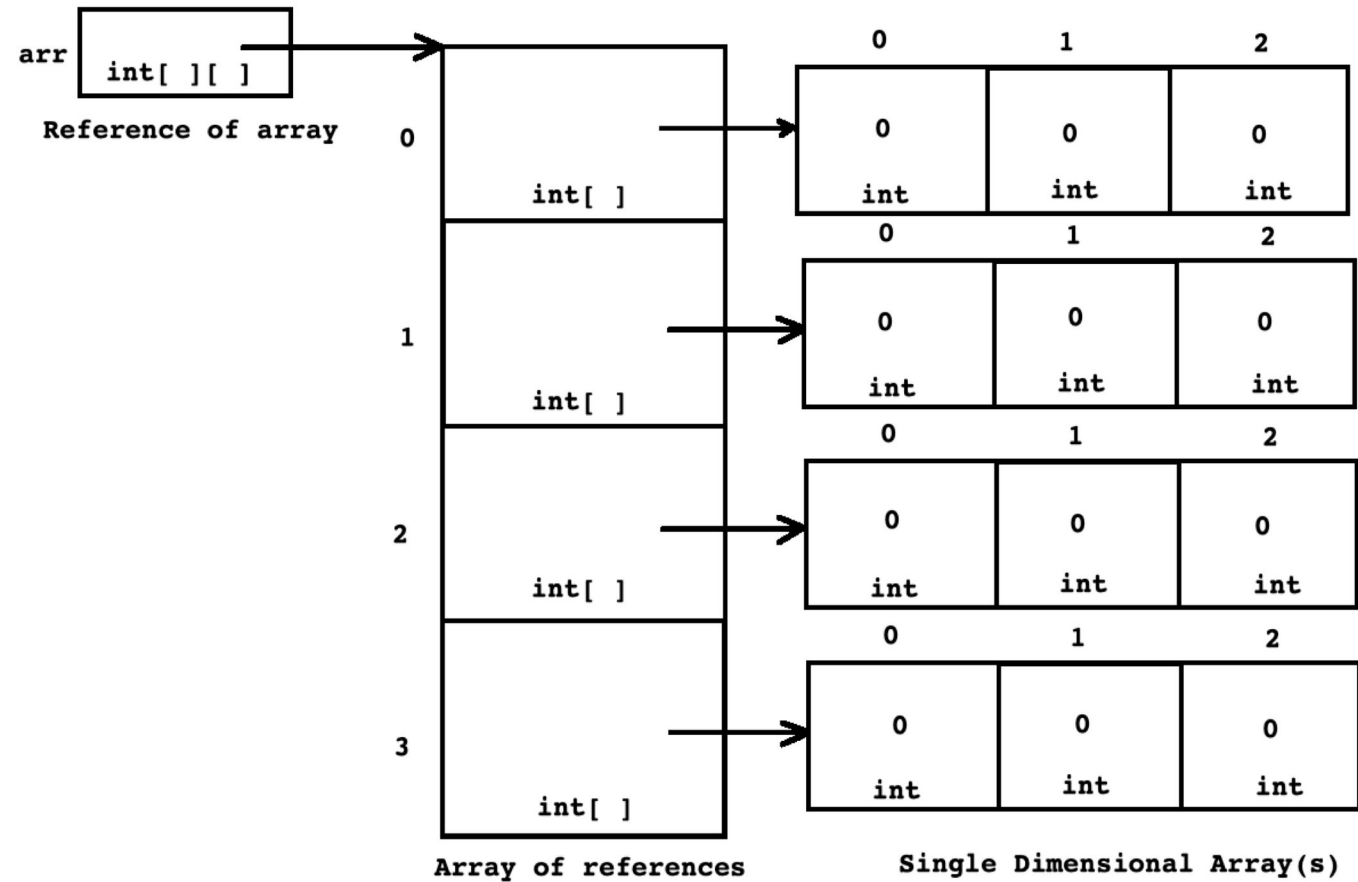 arr
int[ ][ ]
Reference of array
0
int[ ]
0 1 2
0 0 0
int int int
1
int[ ]
0 1 2
0 0 0
int int int
2
int[ ]
0 1 2
0 0 0
int int int
3
int[ ]
0 1 2
0 0 0
int int int
Array of references
Single Dimensional Array(s)